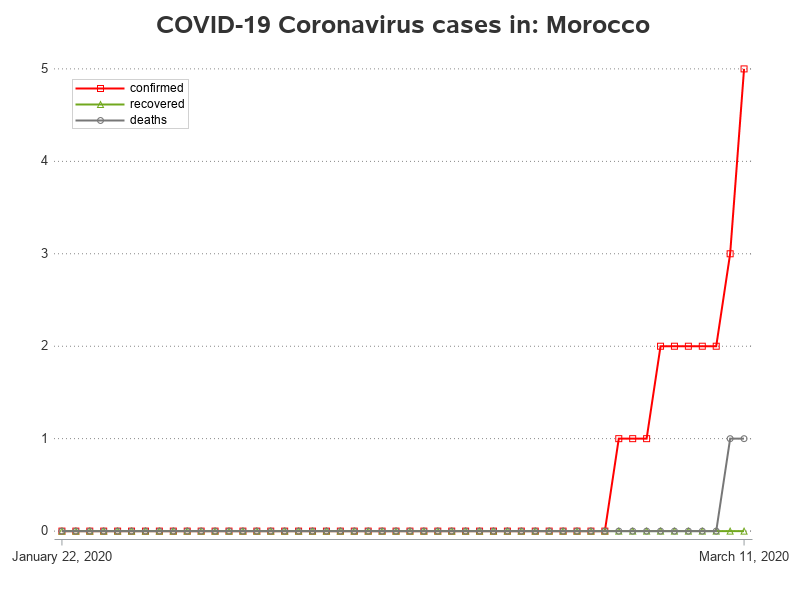 COVID-19 Coronavirus cases in: Morocco
5
confirmed
recovered
deaths
4
3
2
1
0
January 22, 2020
March 11, 2020